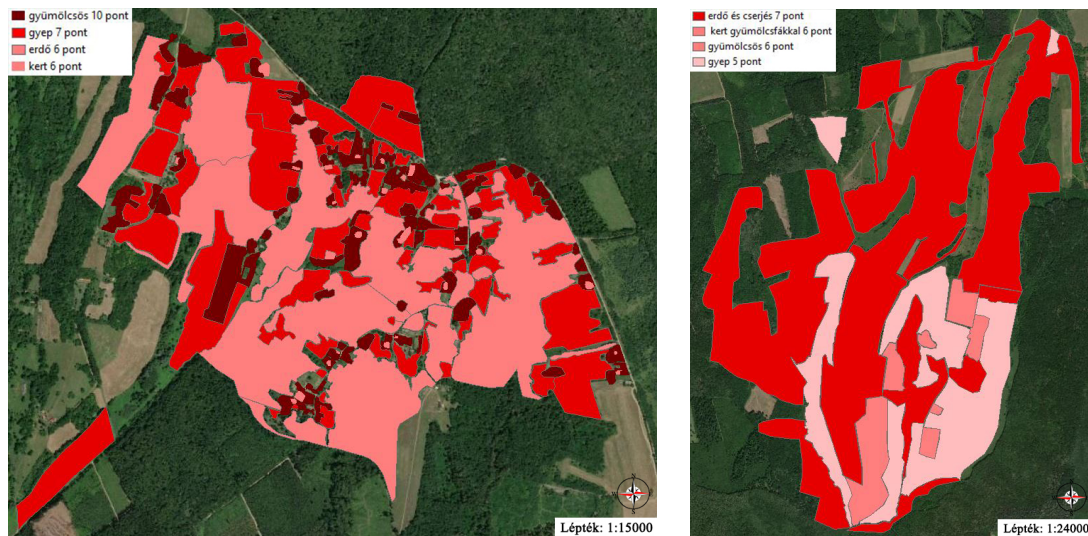 gyümölcsös 10 pont
gyep 7 pont
erdő 6 pont
kert 6 pont
N
S
Lépték: 1:15000
erdő és cserjés 7 pont
kert gyümölcsfákkal 6 pont
gyümölcsös 6 pont
gyep 5 pont
Lépték: 1:24000